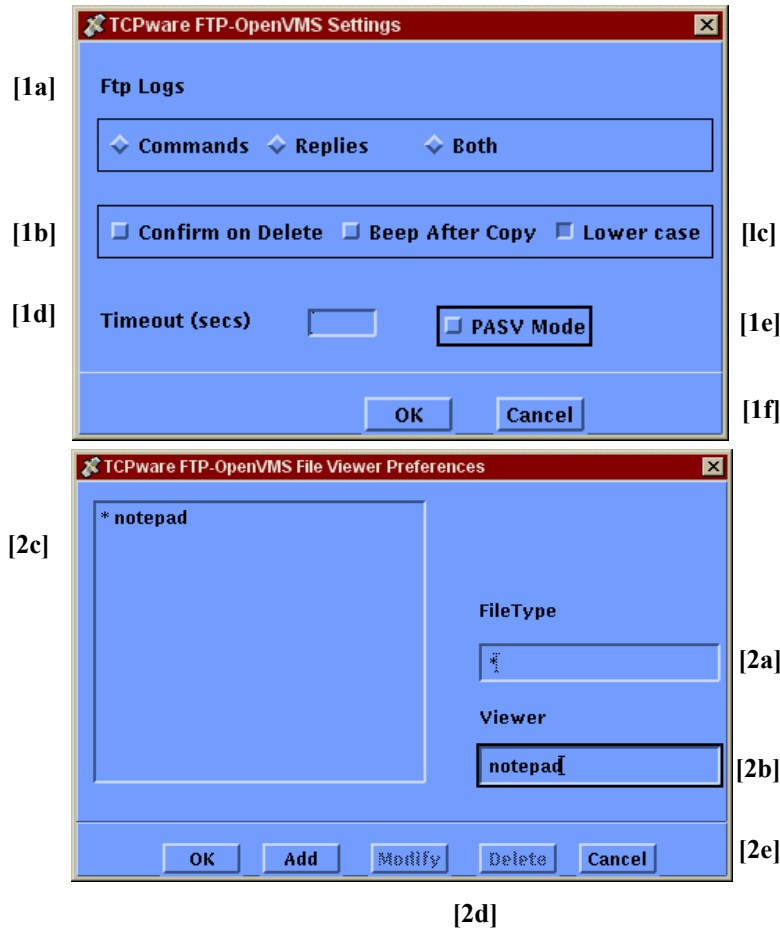 TCPware FTP-OpenVMS Settings
[1a] Ftp Logs
Commands Replies Both
[1b] Confirm on Delete Beep After Copy Lower case [lc]
[1d] Timeout (secs) PASV Mode [1e]
OK Cancel [1f]
TCPware FTP-OpenVMS File Viewer Preferences
* notepad
[2c]
FileType
* [2a]
Viewer
notepad [2b]
OK Add Modify Delete Cancel [2e]
[2d]